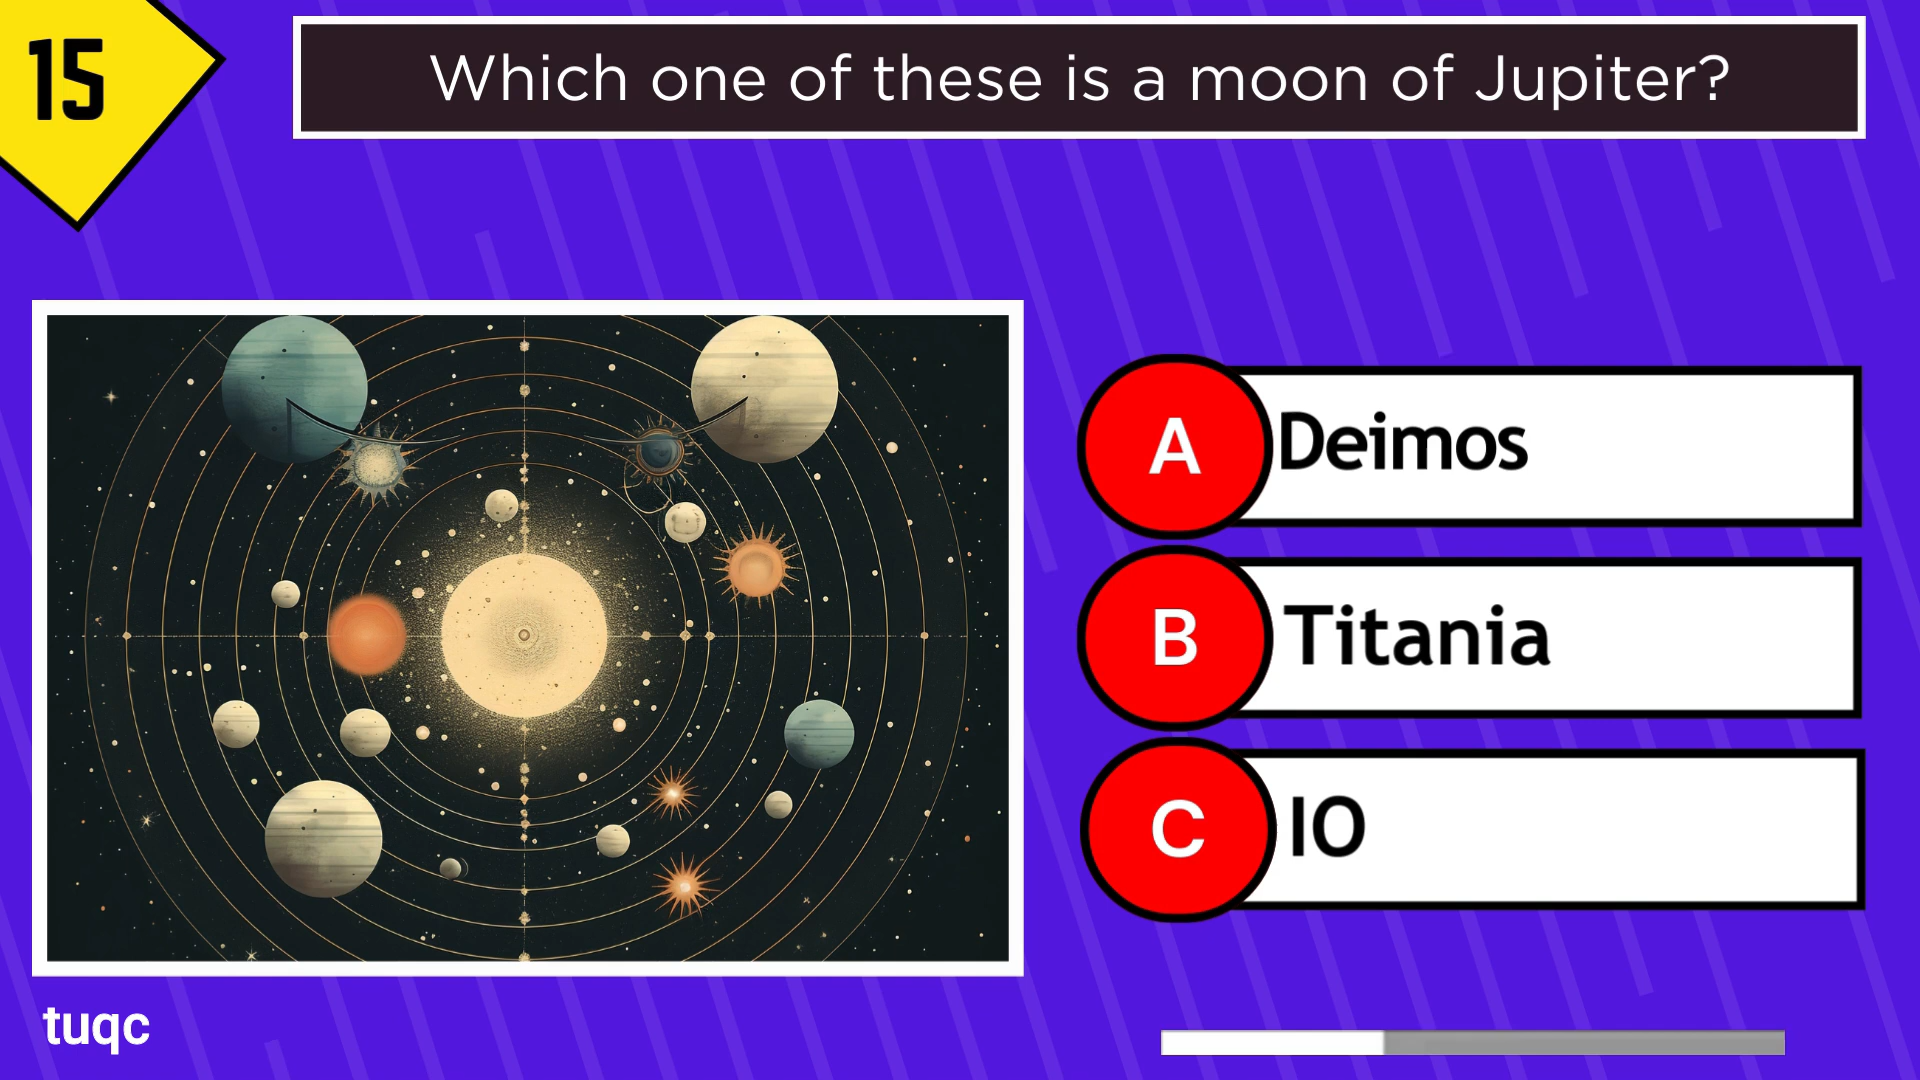 15
Which one of these is a moon of Jupiter?
A Deimos
B Titania
C IO
tuqc